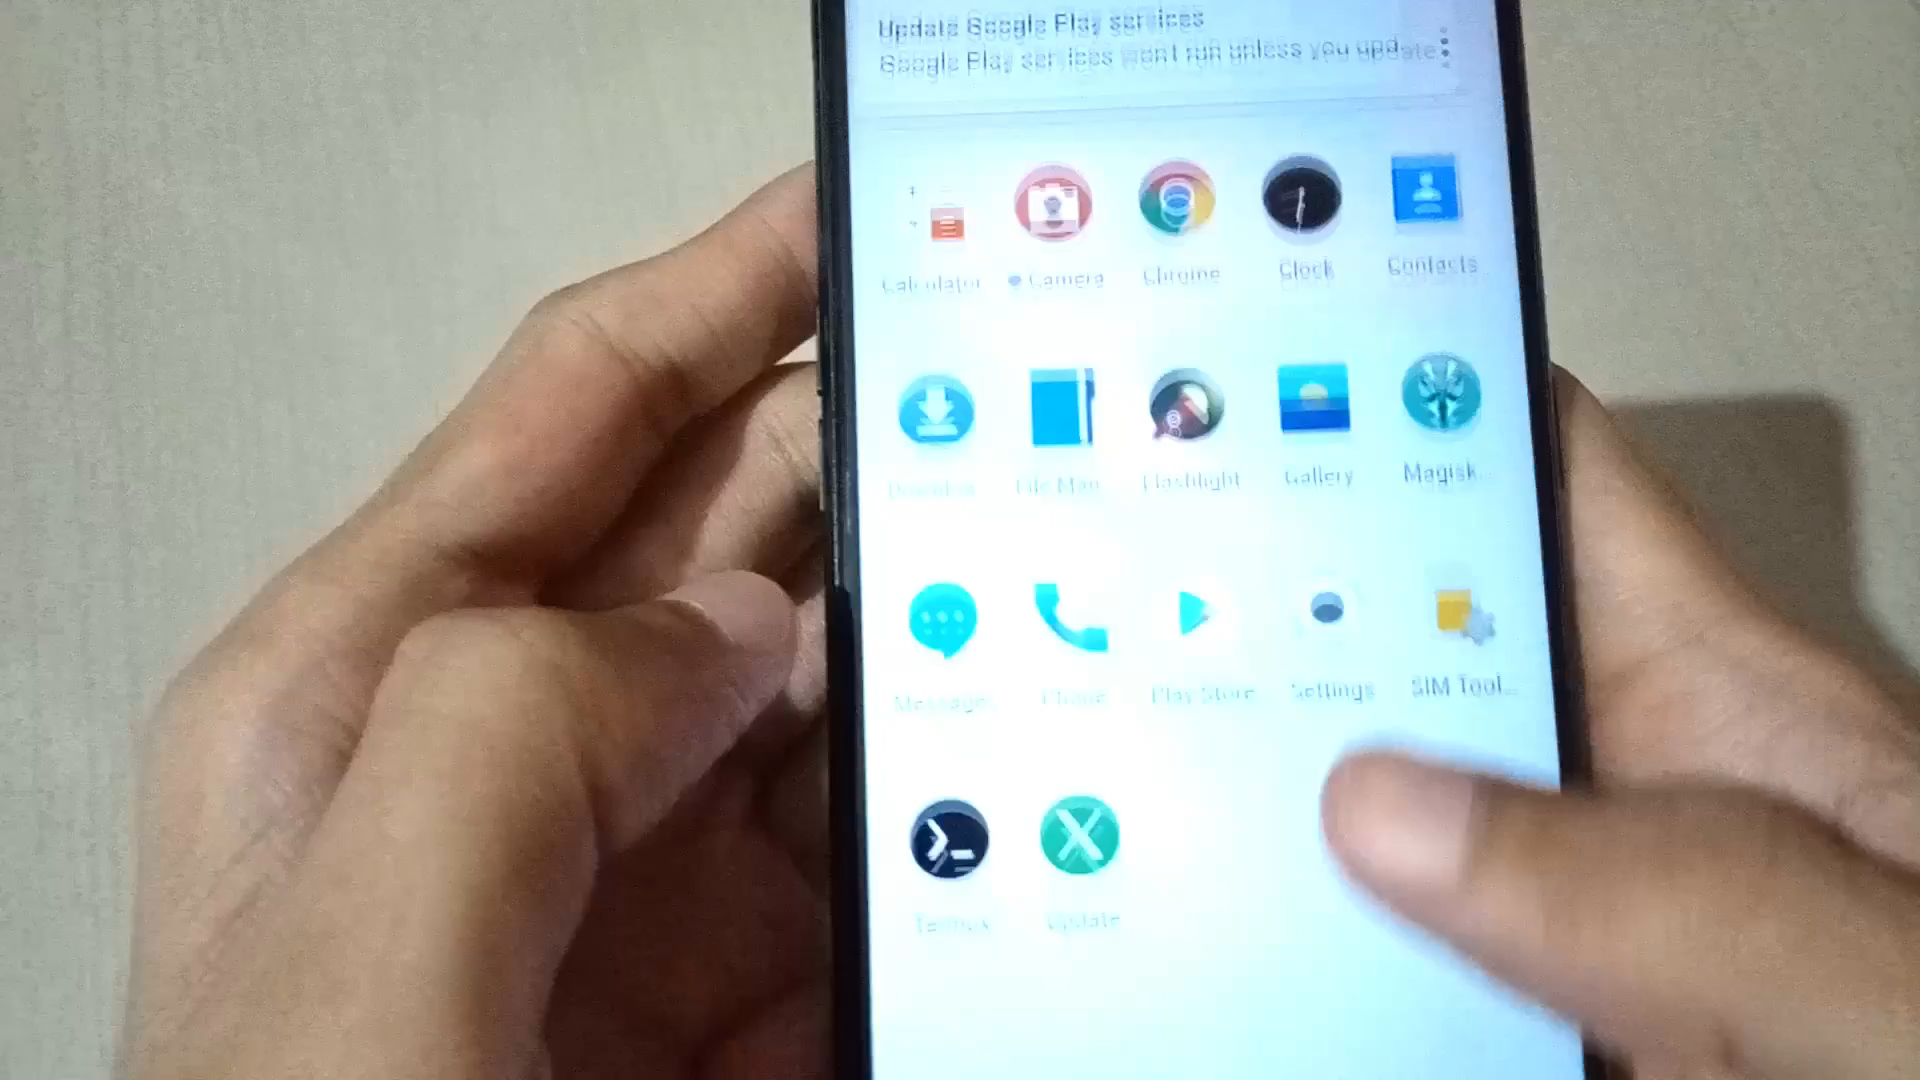 Update Google Play services
Google Play services won't run unless you update
Calculator
Camera
Chrome
Clock
Contacts
File Man...
Flashlight
Gallery
Magisk...
Messages
Phone
Play Store
Settings
SIM Tool...
Termux
Update